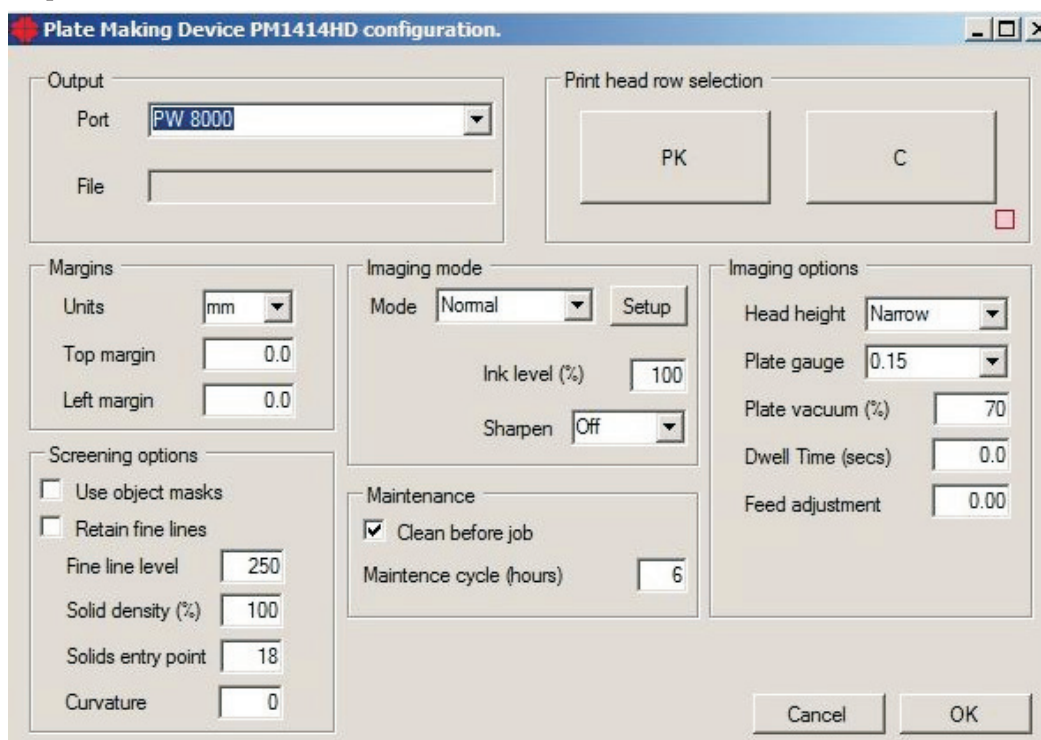 Plate Making Device PM1414HD configuration.
Output
Port PW 8000
File
Print head row selection
PK C
Margins
Units mm
Top margin 0.0
Left margin 0.0
Imaging mode
Mode Normal Setup
Ink level (%) 100
Sharpen Off
Imaging options
Head height Narrow
Plate gauge 0.15
Plate vacuum (%) 70
Dwell Time (secs) 0.0
Feed adjustment 0.00
Screening options
Use object masks
Retain fine lines
Fine line level 250
Solid density (%) 100
Solids entry point 18
Curvature 0
Maintenance
Clean before job
Maintence cycle (hours) 6
Cancel OK